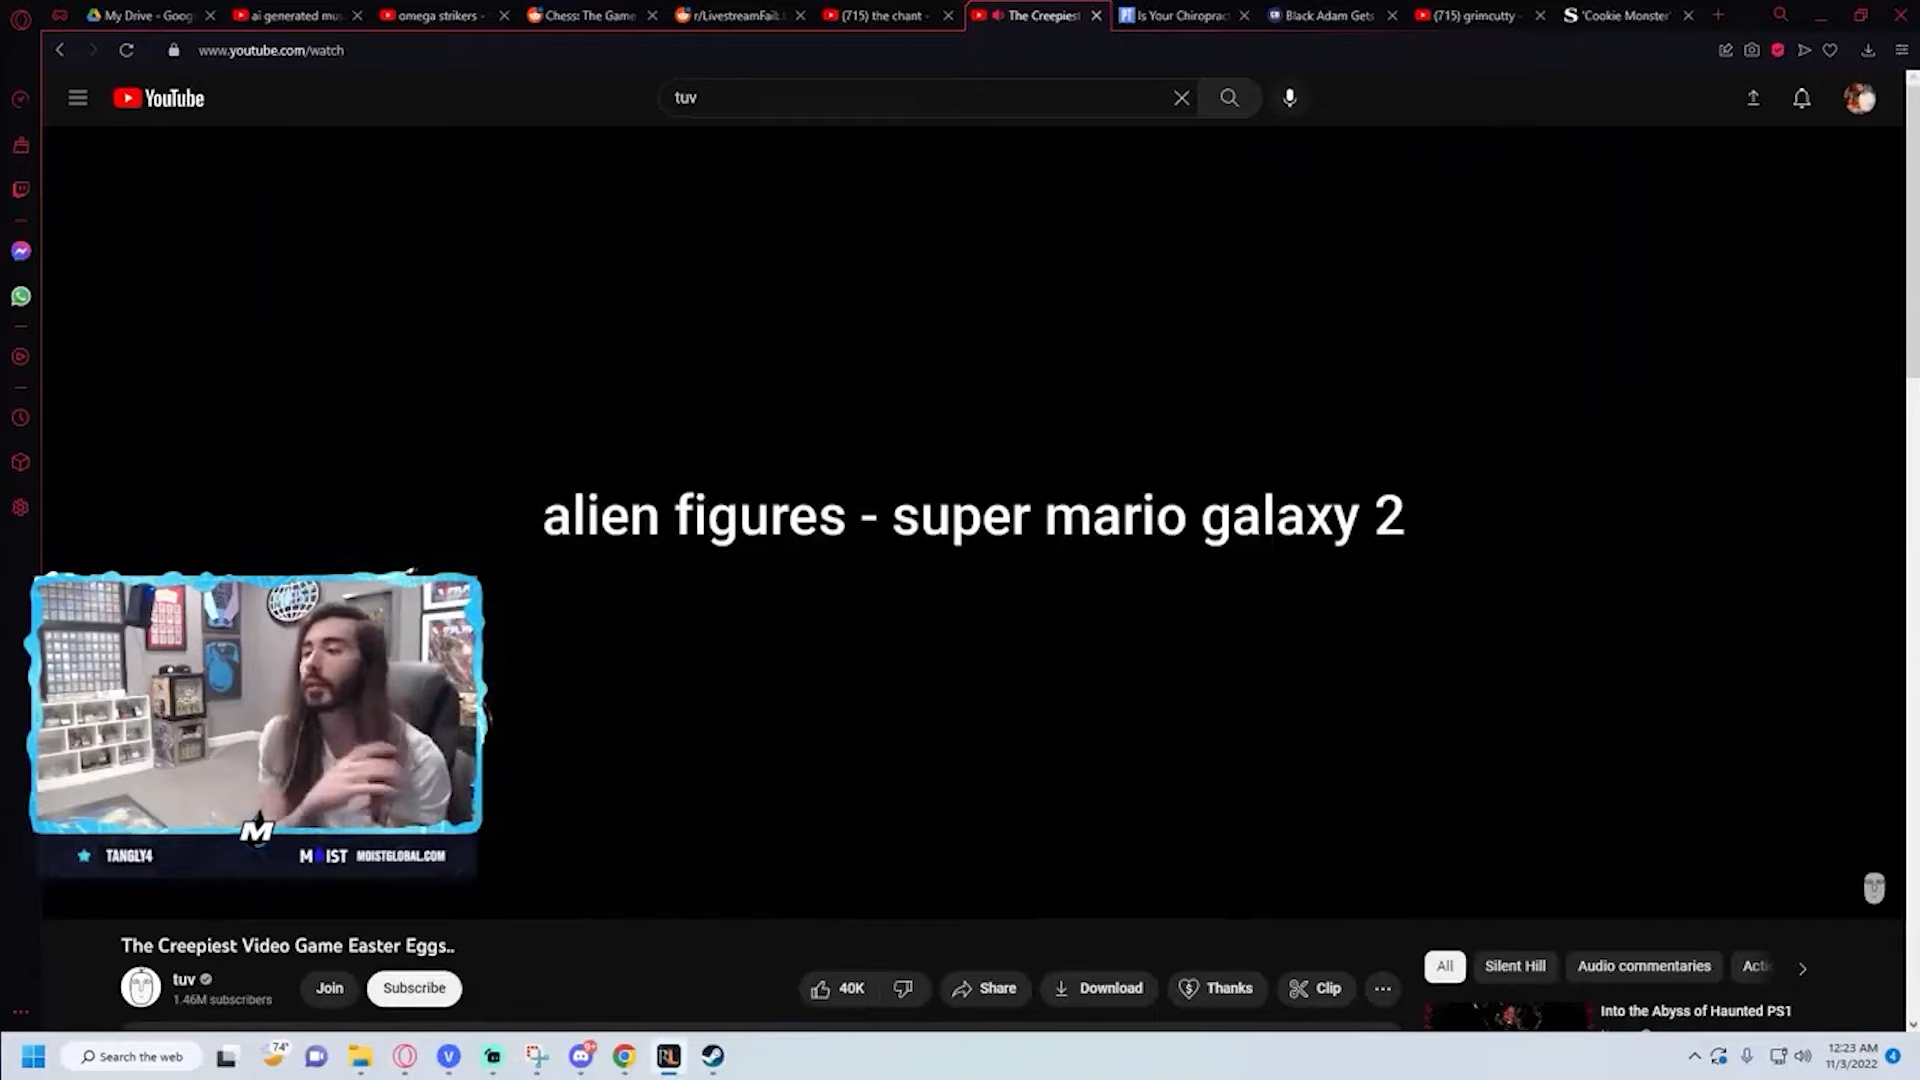 My Drive - Goog
ai generated mu
omega strikers -
Chess: The Game
r/LivestreamFail:
(715) the chant -
The Creepiest
Is Your Chiroprac
Black Adam Gets
(715) grimcutty -
'Cookie Monster'
www.youtube.com/watch
YouTube
tuv
alien figures - super mario galaxy 2
M
TANGLY4
MOIST
MOISTGLOBAL.COM
The Creepiest Video Game Easter Eggs..
tuv
1.46M subscribers
Join
Subscribe
40K
Share
Download
Thanks
Clip
All
Silent Hill
Audio commentaries
Acti
Into the Abyss of Haunted PS1
Search the web
74°
12:23 AM
11/3/2022
4